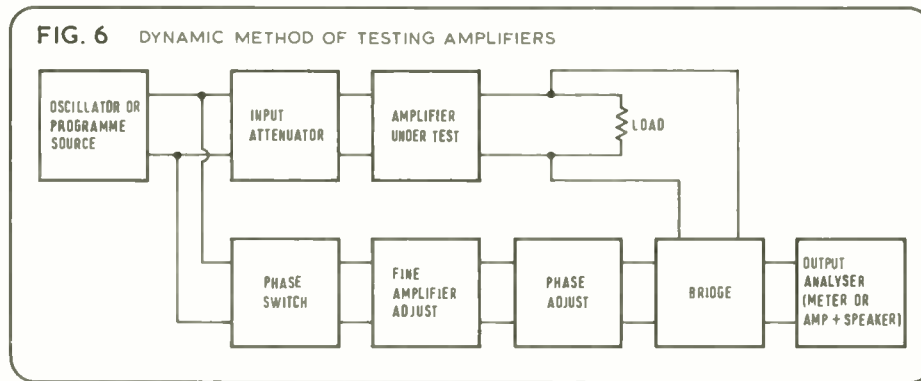 FIG. 6 DYNAMIC METHOD OF TESTING AMPLIFIERS
OSCILLATOR OR
PROGRAMME
SOURCE
INPUT
ATTENUATOR
AMPLIFIER
UNDER TEST
LOAD
PHASE
SWITCH
FINE
AMPLIFIER
ADJUST
PHASE
ADJUST
BRIDGE
OUTPUT
ANALYSER
(METER OR
AMP + SPEAKER)